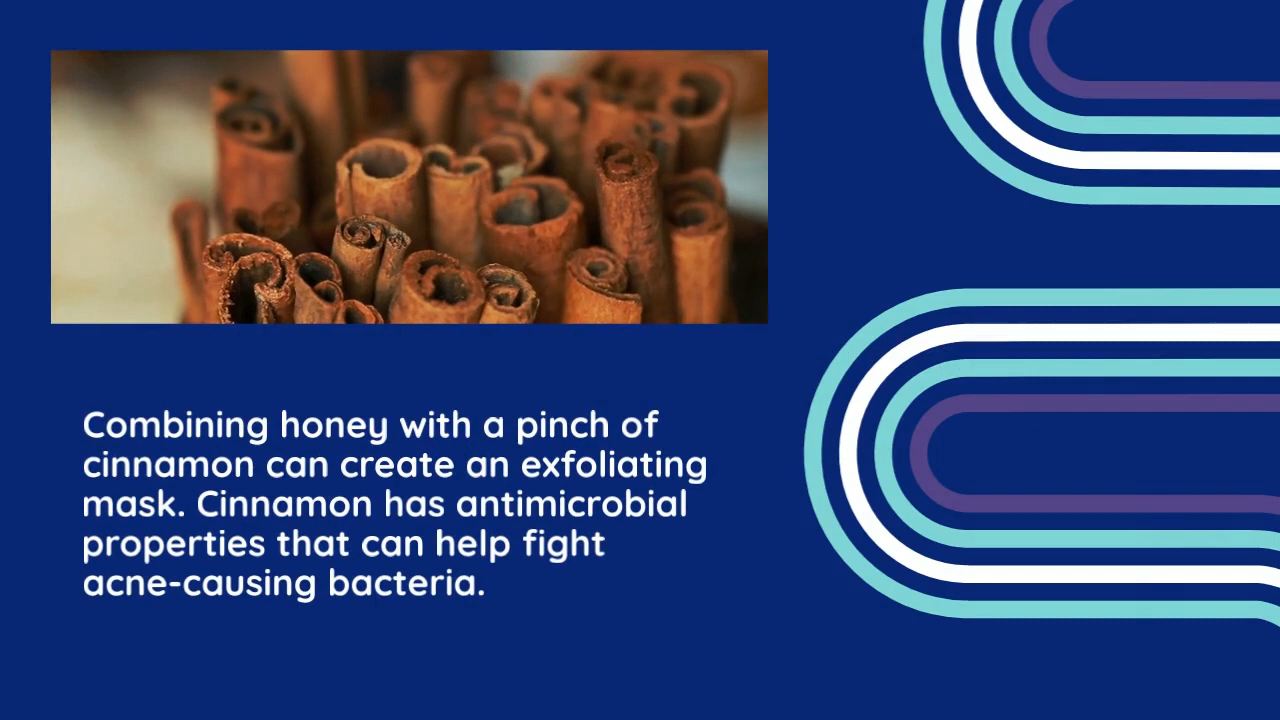 Combining honey with a pinch of
cinnamon can create an exfoliating
mask. Cinnamon has antimicrobial
properties that can help fight
acne-causing bacteria.